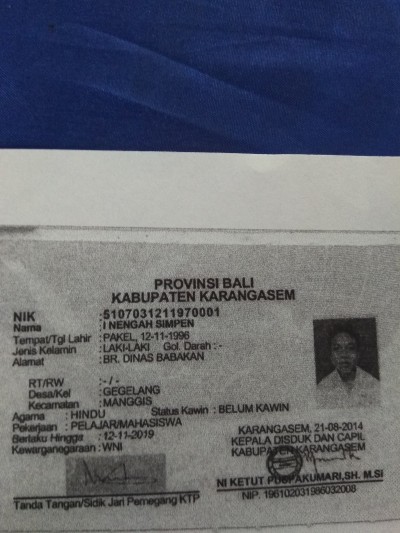 PROVINSI BALI
KABUPATEN KARANGASEM
NIK : 5107031211970001
Nama : I NENGAH SIMPEN
Tempat/Tgl Lahir : PAKEL, 12-11-1996
Jenis Kelamin : LAKI-LAKI Gol. Darah : -
Alamat : BR. DINAS BABAKAN
RT/RW : - / -
Desa/Kel : GEGELANG
Kecamatan : MANGGIS
Agama : HINDU Status Kawin : BELUM KAWIN
Pekerjaan : PELAJAR/MAHASISWA
Berlaku Hingga : 12-11-2019
Kewarganegaraan : WNI
KARANGASEM, 21-08-2014
KEPALA DISDUK DAN CAPIL
KABUPATEN KARANGASEM
NI KETUT PUSPAKUMARI,SH. M.Si
NIP. 196102031986032008
Tanda Tangan/Sidik Jari Pemegang KTP